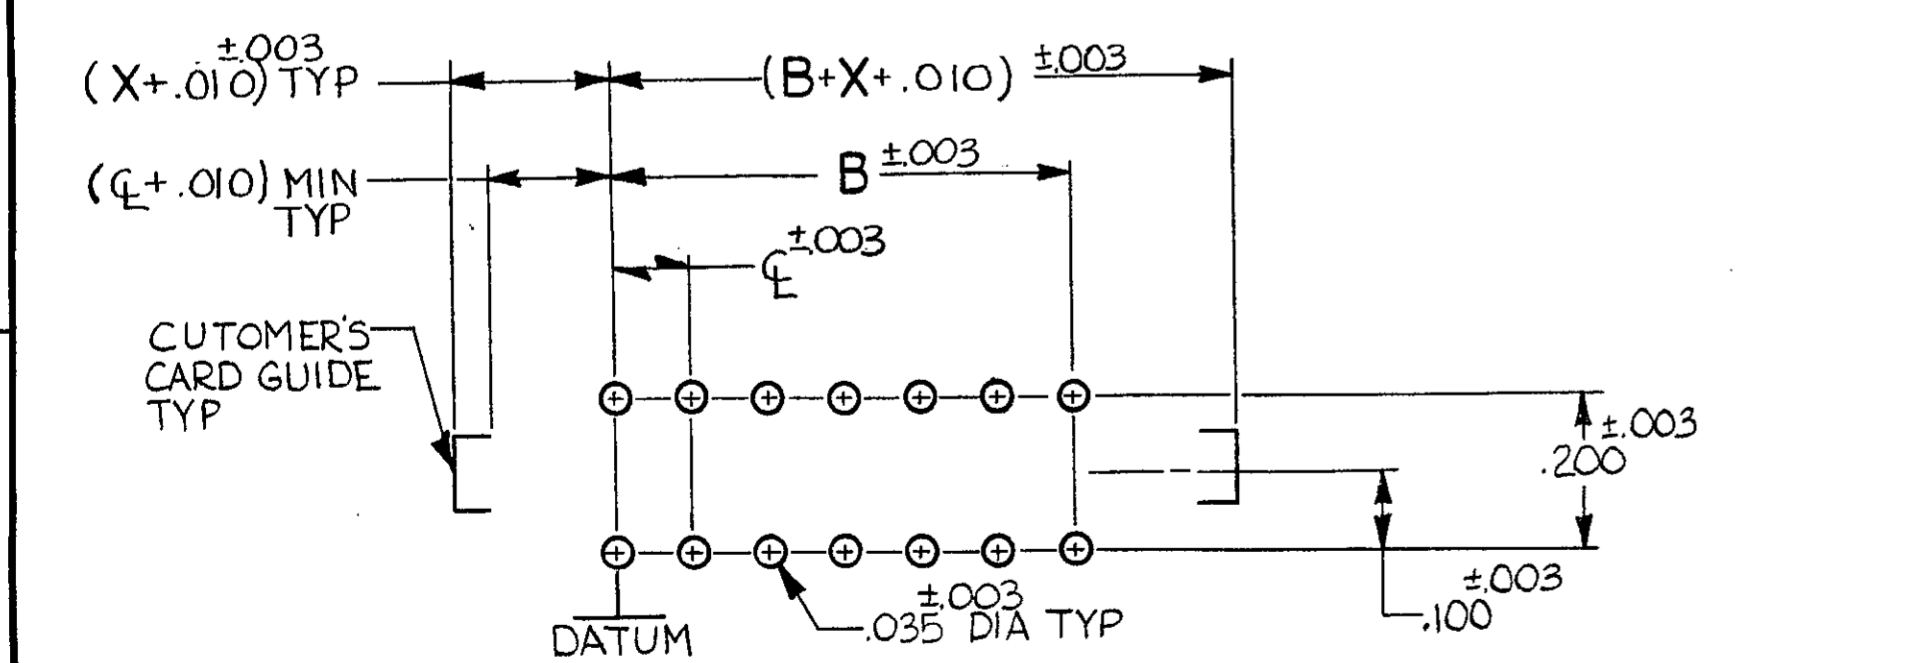 ±.003
(X+.010) TYP
(B+X+.010) ±.003
(℄+.010) MIN
TYP
B ±.003
℄ ±.003
CUTOMER'S
CARD GUIDE
TYP
±.003
.200
±.003
.035 DIA TYP
±.003
.100
DATUM